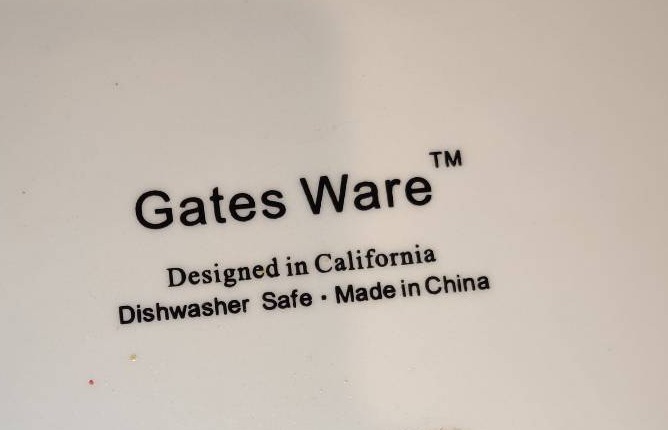 Gates Ware™
Designed in California
Dishwasher Safe · Made in China